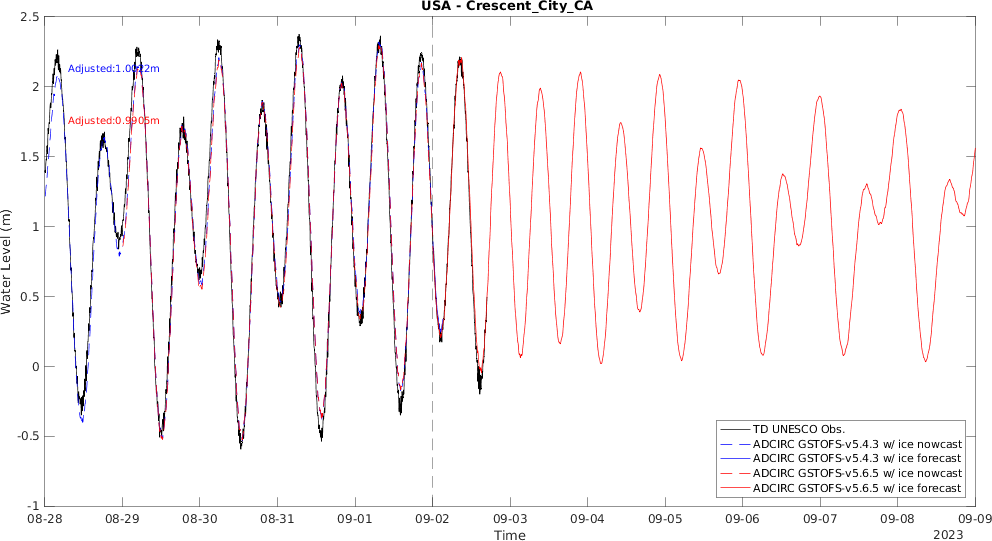 USA - Crescent_City_CA
2.5
2
1.5
1
0.5
0
-0.5
-1
Water Level (m)
Adjusted:1.0022m
Adjusted:0.9905m
TD UNESCO Obs.
ADCIRC GSTOFS-v5.4.3 w/ ice nowcast
ADCIRC GSTOFS-v5.4.3 w/ ice forecast
ADCIRC GSTOFS-v5.6.5 w/ ice nowcast
ADCIRC GSTOFS-v5.6.5 w/ ice forecast
08-28 08-29 08-30 08-31 09-01 09-02 09-03 09-04 09-05 09-06 09-07 09-08 09-09
Time
2023